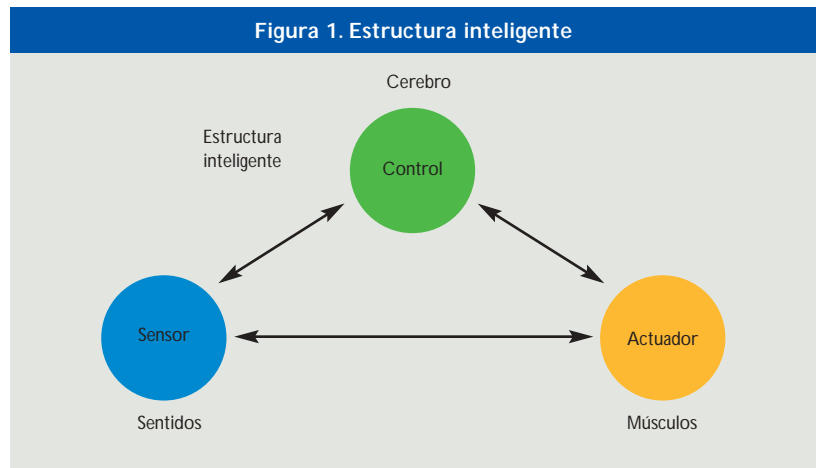 Figura 1. Estructura inteligente
Cerebro
Estructura
inteligente
Control
Sensor
Actuador
Sentidos
Músculos